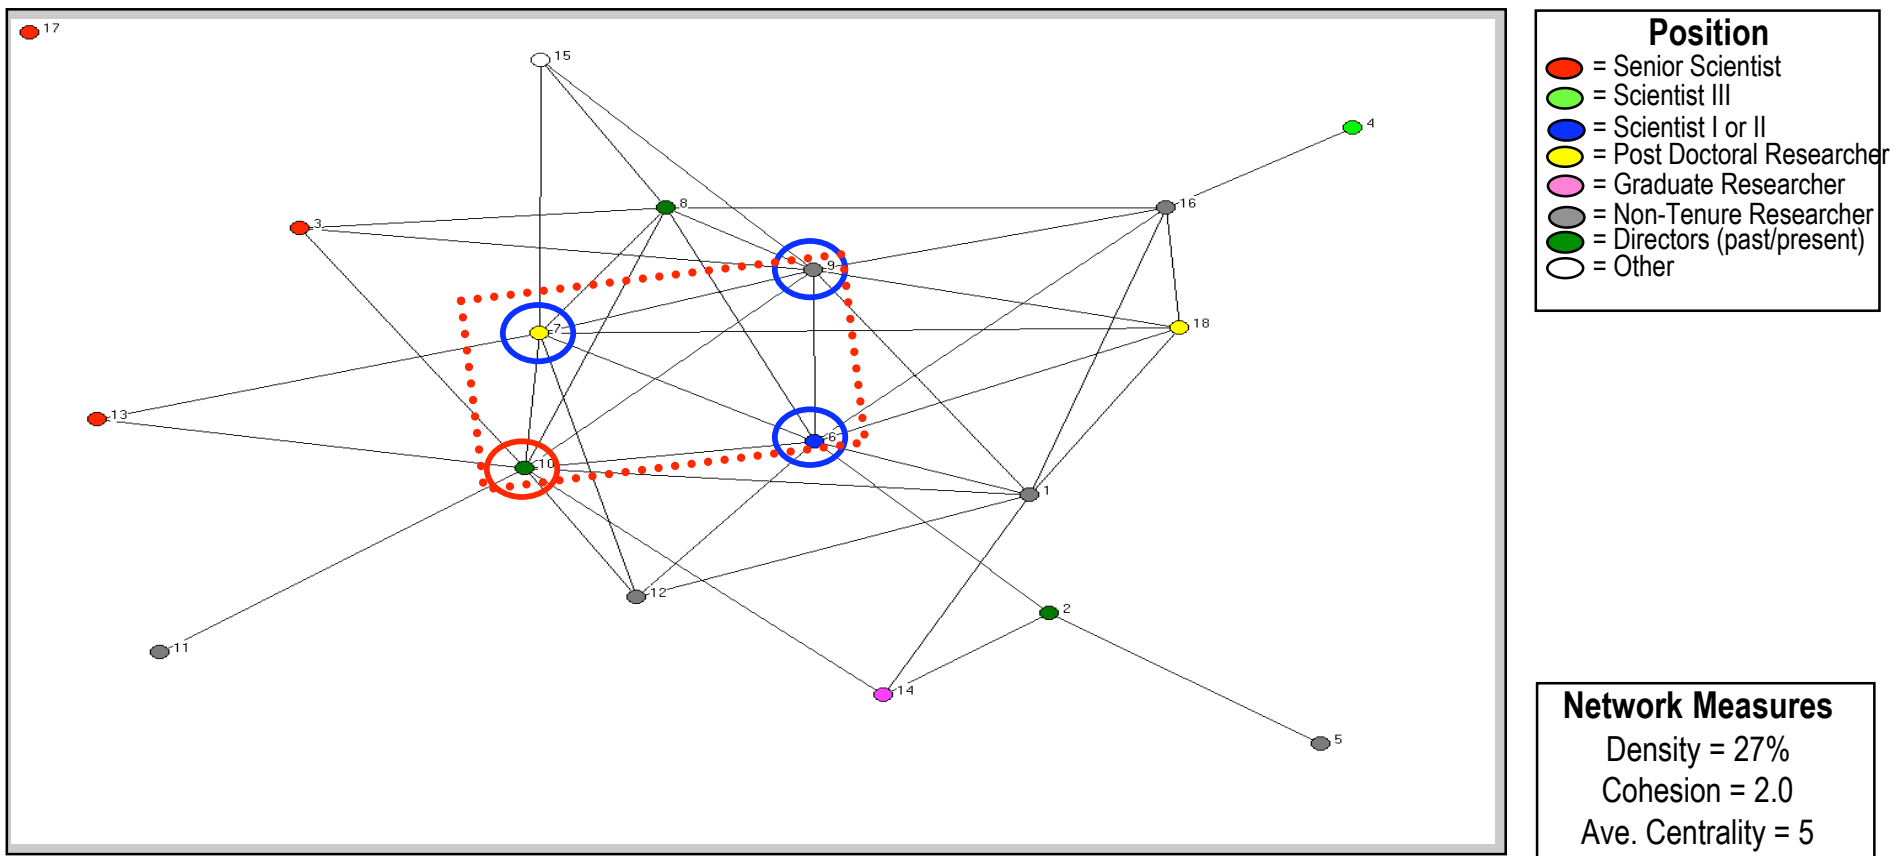 17
15
4
3
8
16
9
7
18
13
10
6
1
12
2
11
14
5
Position
= Senior Scientist
= Scientist III
= Scientist I or II
= Post Doctoral Researcher
= Graduate Researcher
= Non-Tenure Researcher
= Directors (past/present)
= Other
Network Measures
Density = 27%
Cohesion = 2.0
Ave. Centrality = 5